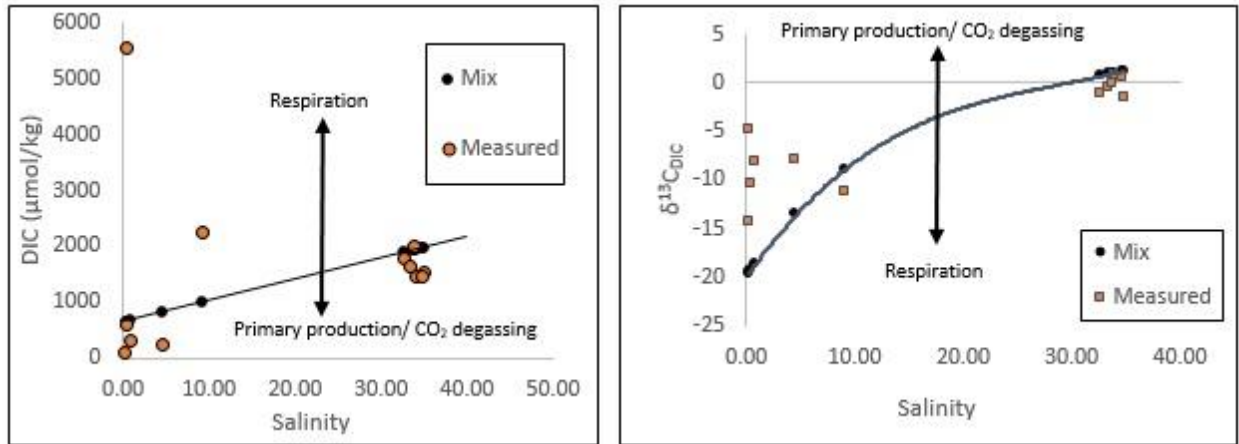 6000
5000
4000
3000
2000
1000
0
DIC (µmol/kg)
0.00 10.00 20.00 30.00 40.00 50.00
Salinity
Respiration
Primary production/ CO₂ degassing
Mix
Measured
5
0
-5
-10
-15
-20
-25
δ¹³C_DIC
0.00 10.00 20.00 30.00 40.00
Salinity
Primary production/ CO₂ degassing
Respiration
Mix
Measured